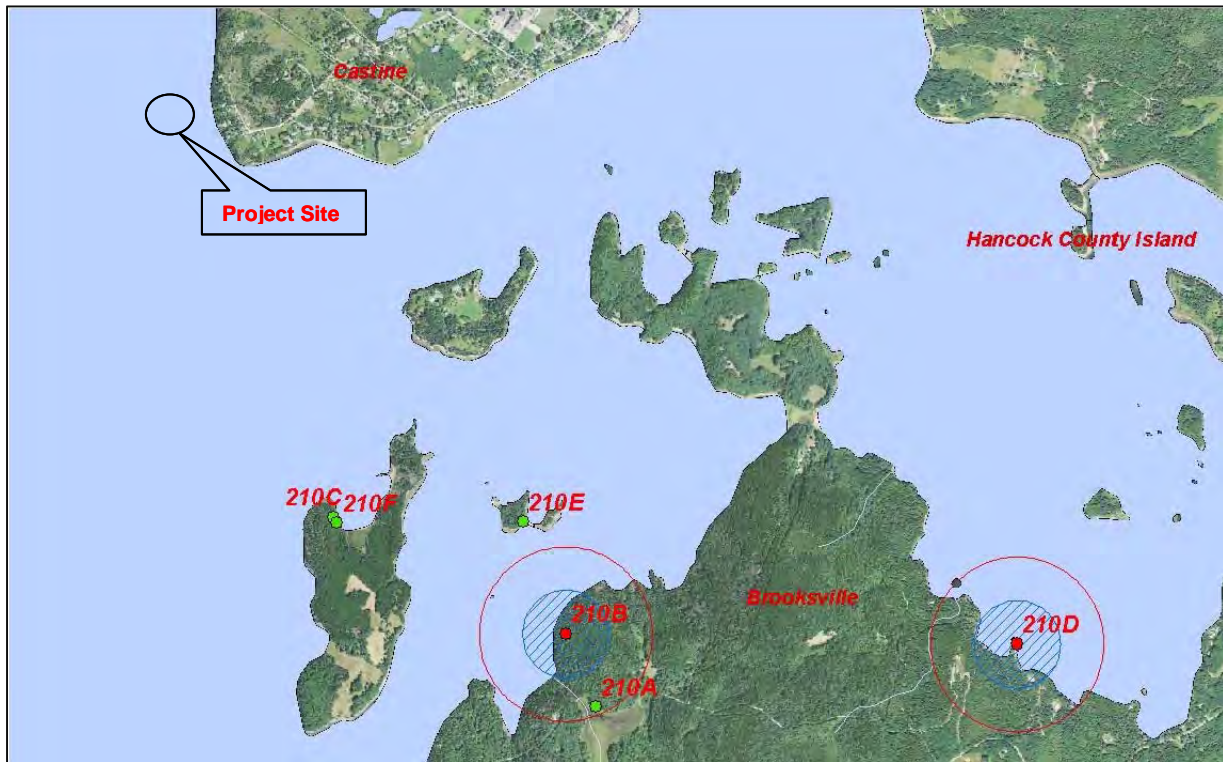 Castine
Project Site
Hancock County Island
210C
210F
210E
210B
Brooksville
210D
210A